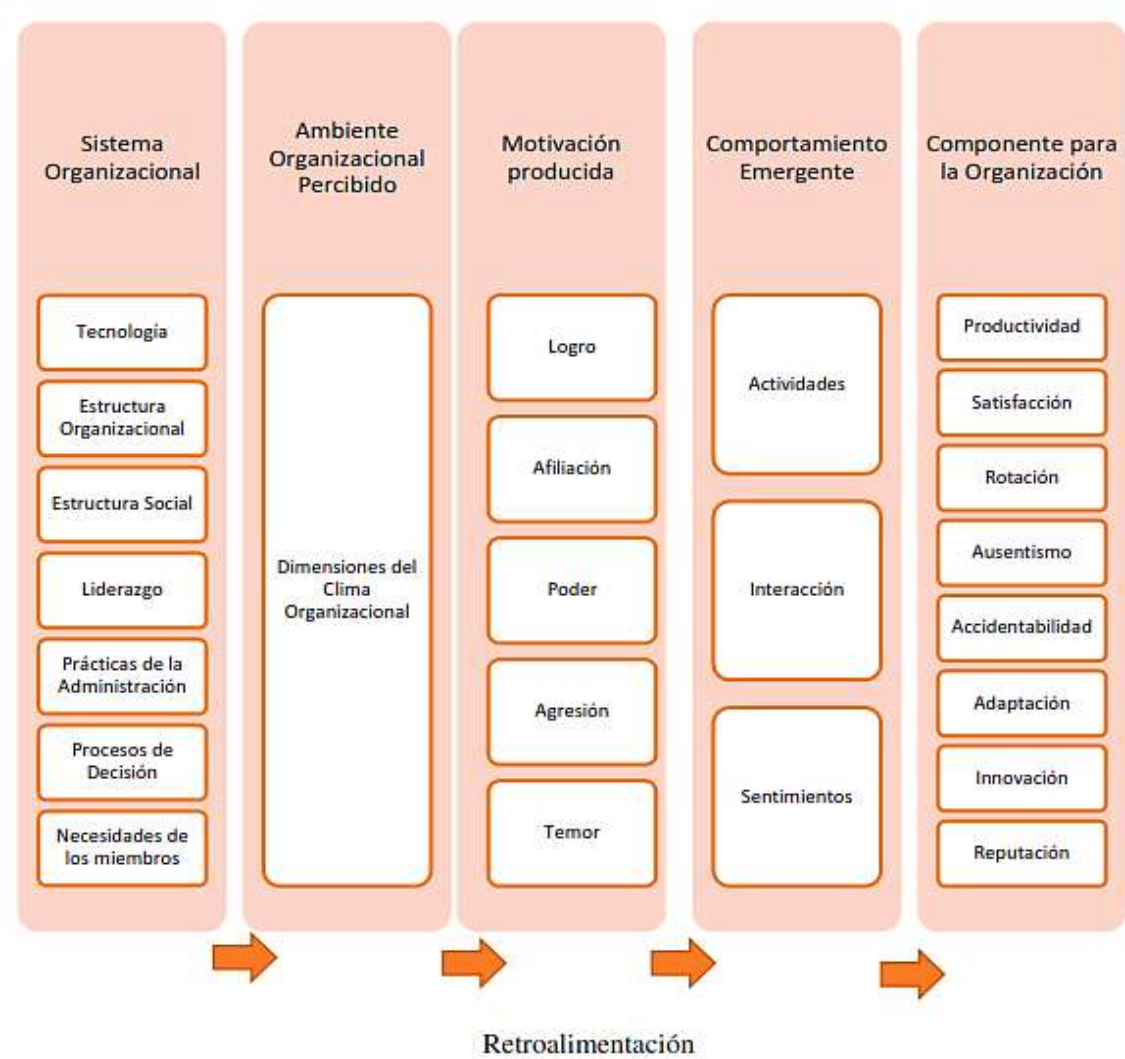 Sistema
Organizacional
Tecnología
Estructura
Organizacional
Estructura Social
Liderazgo
Prácticas de la
Administración
Procesos de
Decisión
Necesidades de
los miembros
Ambiente
Organizacional
Percibido
Dimensiones del
Clima
Organizacional
Motivación
producida
Logro
Afiliación
Poder
Agresión
Temor
Comportamiento
Emergente
Actividades
Interacción
Sentimientos
Componente para
la Organización
Productividad
Satisfacción
Rotación
Ausentismo
Accidentabilidad
Adaptación
Innovación
Reputación
Retroalimentación